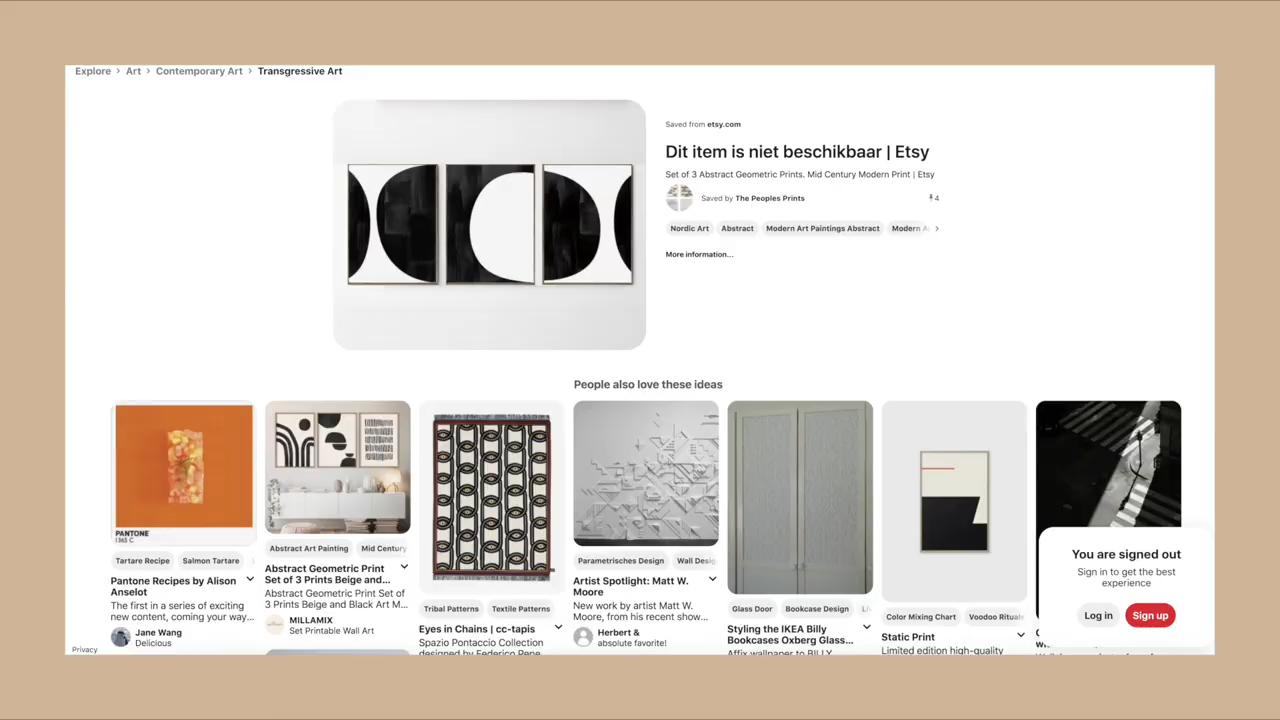 Explore › Art › Contemporary Art › Transgressive Art
Saved from etsy.com
Dit item is niet beschikbaar | Etsy
Set of 3 Abstract Geometric Prints. Mid Century Modern Print | Etsy
Saved by The Peoples Prints
4
Nordic Art Abstract Modern Art Paintings Abstract Modern
More information...
People also love these ideas
PANTONE
Tartare Recipe Salmon Tartare
Pantone Recipes by Alison
Anselot
The first in a series of exciting
new content, coming your way...
Jane Wang
Delicious
Abstract Art Painting Mid Century
Abstract Geometric Print
Set of 3 Prints Beige and...
Abstract Geometric Print Set of
3 Prints Beige and Black Art M...
MILLAMIX
Set Printable Wall Art
Tribal Patterns Textile Patterns
Eyes in Chains | cc-tapis
Spazio Pontaccio Collection
designed by Federico Pepe
Parametrisches Design Wall
Artist Spotlight: Matt W.
Moore
New work by artist Matt W.
Moore, from his recent show...
Herbert &
absolute favorite!
Glass Door Bookcase Design
Styling the IKEA Billy
Bookcases Oxberg Glass...
Affix wallpaper to BILLY
Color Mixing Chart Voodoo Rituale
Static Print
Limited edition high-quality
You are signed out
Sign in to get the best
experience
Log in Sign up
Privacy